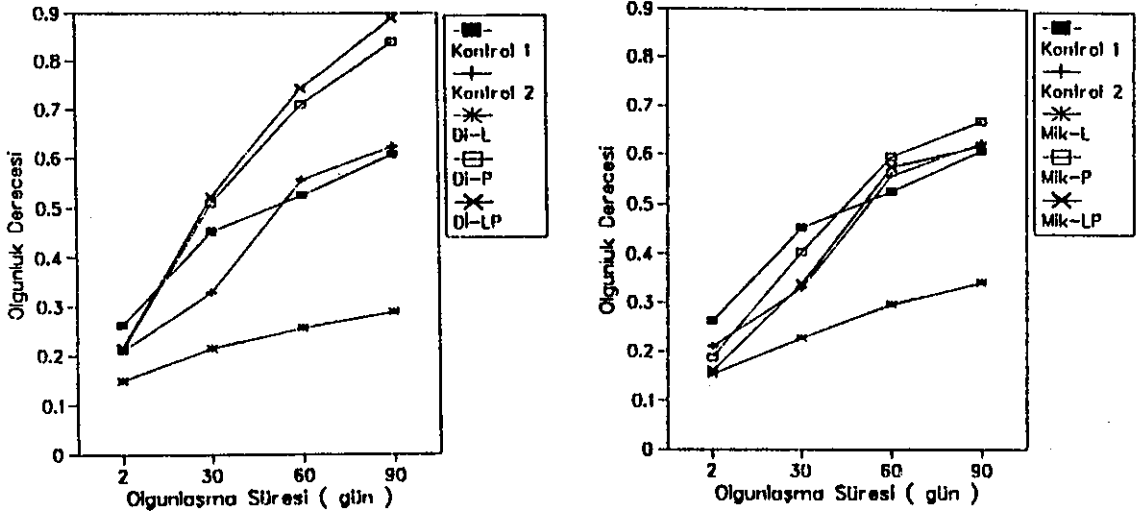 0.9
0.8
0.7
0.6
0.5
0.4
0.3
0.2
0.1
0
Olgunluk Derecesi
2 30 60 90
Olgunlaşma Süresi ( gün )
Kontrol 1
Kontrol 2
Di-L
Di-P
Di-LP
0.9
0.8
0.7
0.6
0.5
0.4
0.3
0.2
0.1
0
Olgunluk Derecesi
2 30 60 90
Olgunlaşma Süresi ( gün )
Kontrol 1
Kontrol 2
Mik-L
Mik-P
Mik-LP